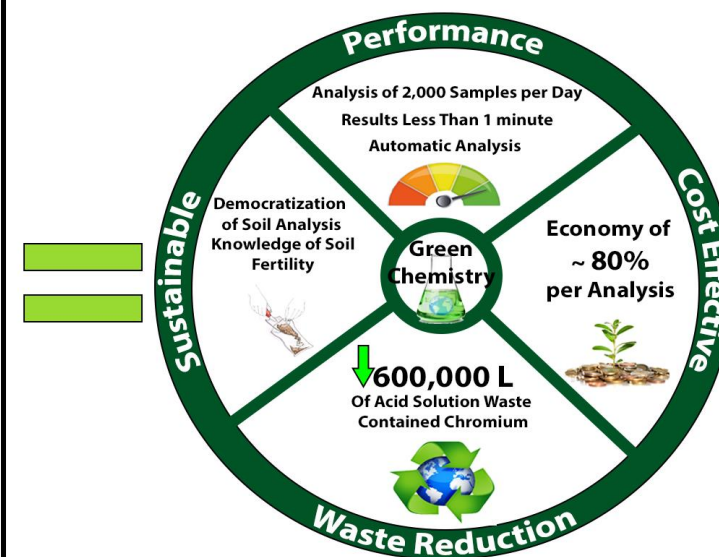 Performance
Analysis of 2,000 Samples per Day
Results Less Than 1 minute
Automatic Analysis
Sustainable
Democratization
of Soil Analysis
Knowledge of Soil
Fertility
Green
Chemistry
Cost Effective
Economy of
~ 80%
per Analysis
600,000 L
Of Acid Solution Waste
Contained Chromium
Waste Reduction